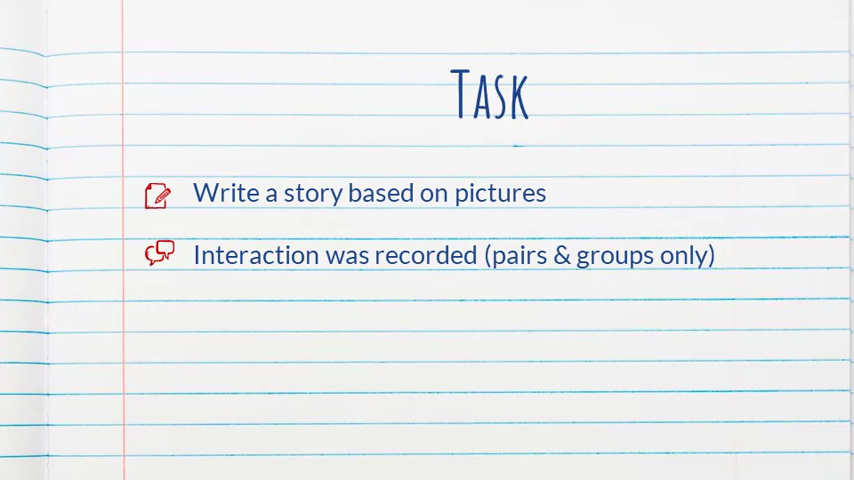 Task
Write a story based on pictures
Interaction was recorded (pairs & groups only)